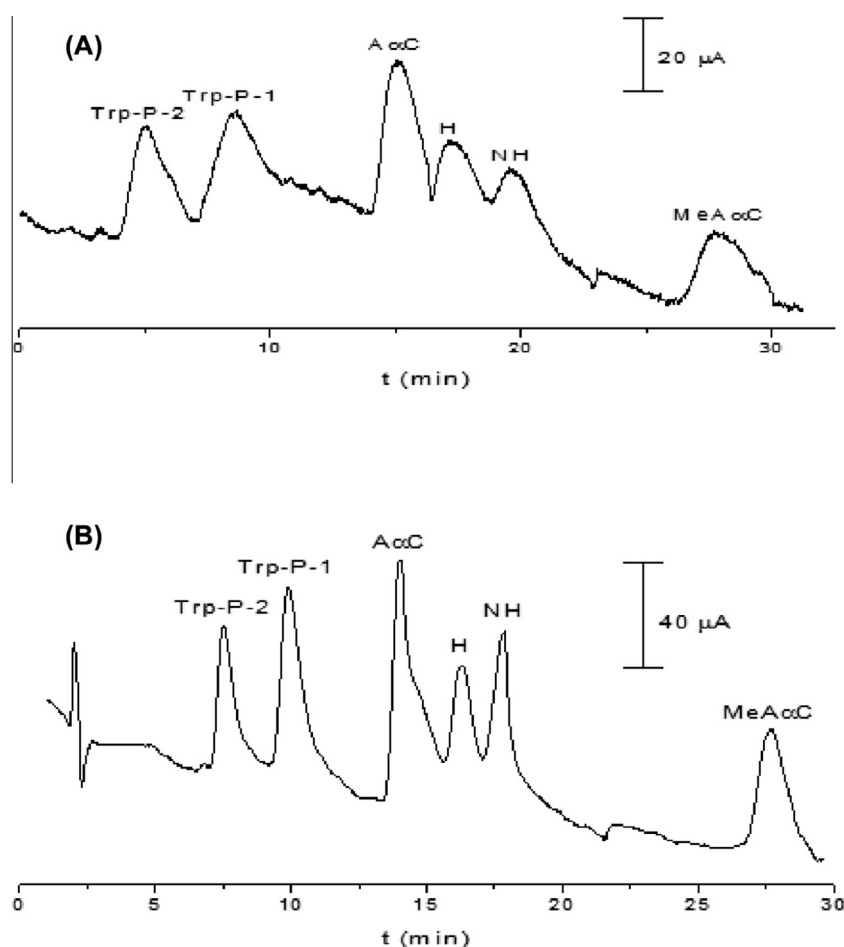 (A)
AαC
20 μA
Trp-P-2
Trp-P-1
H
NH
MeAαC
0
10
20
30
t (min)
(B)
AαC
Trp-P-1
Trp-P-2
H
NH
40 μA
MeAαC
0
5
10
15
20
25
30
t (min)